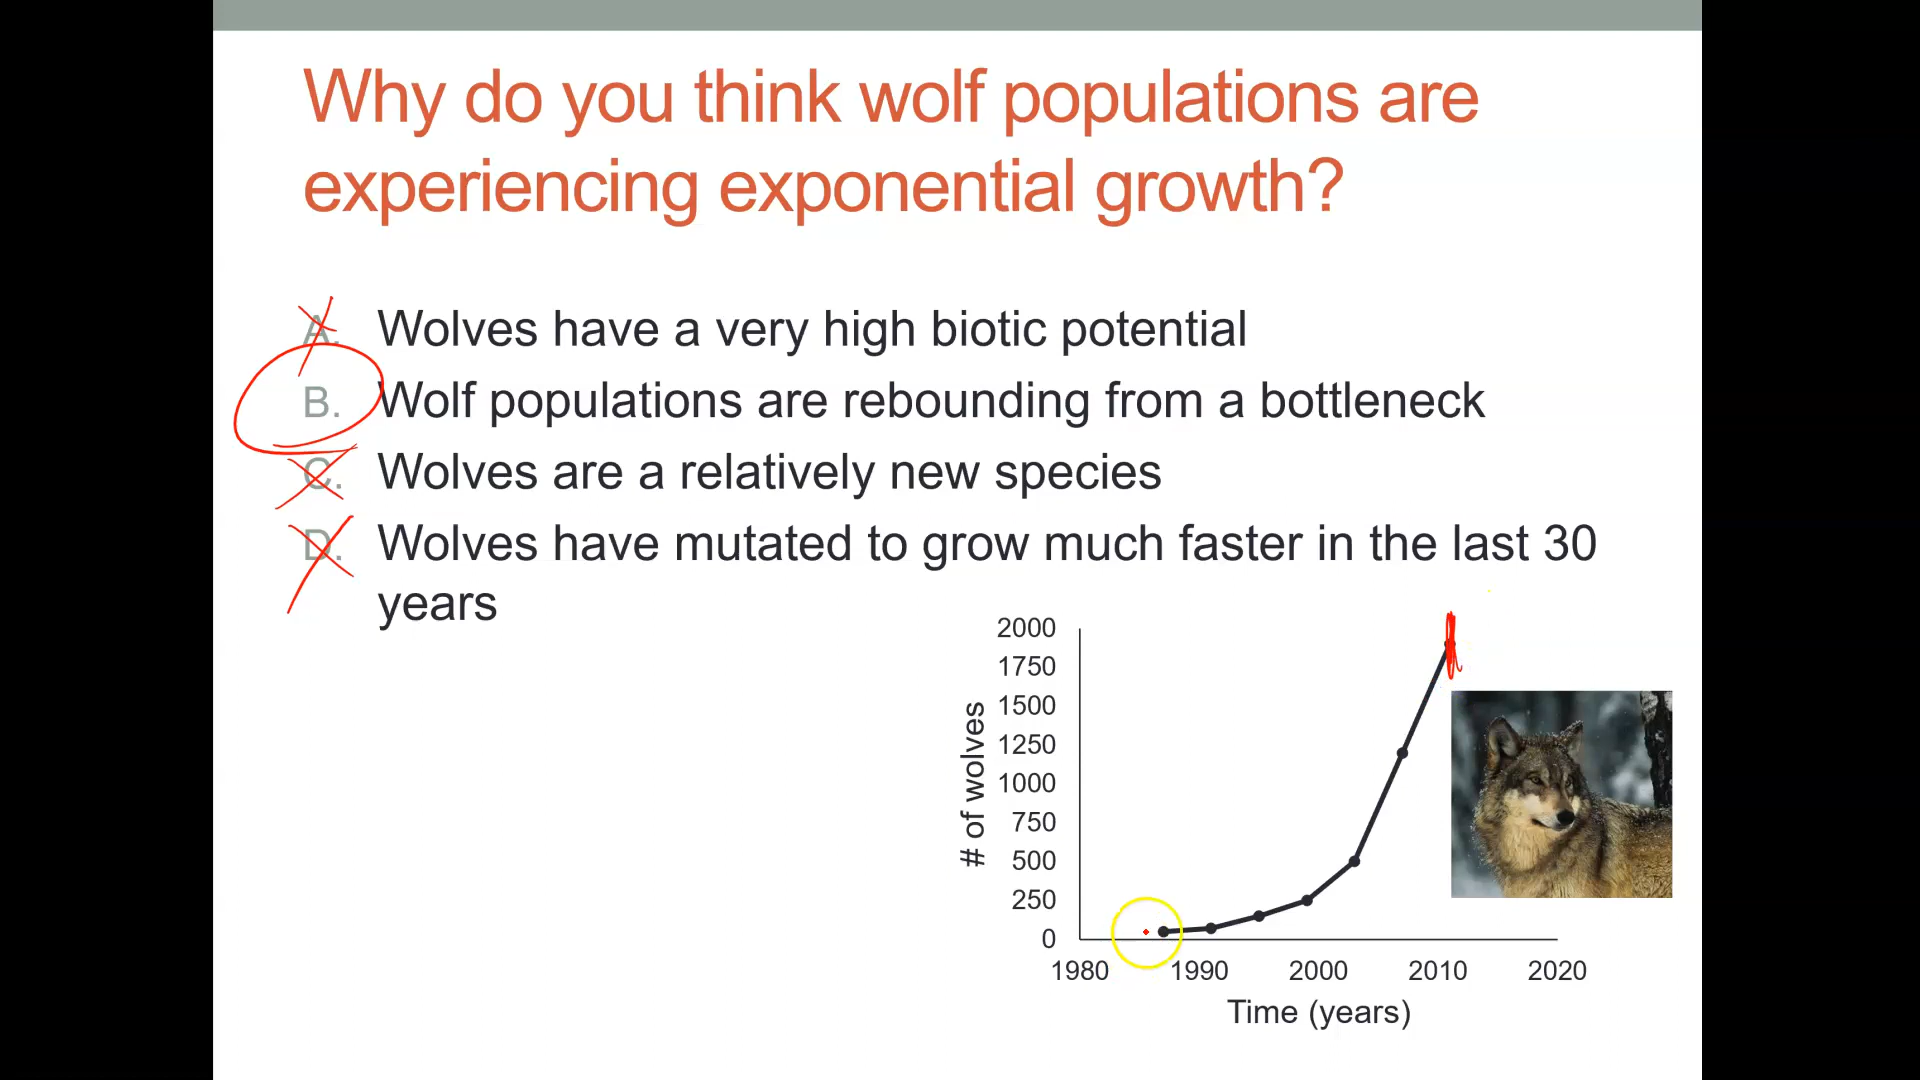 Why do you think wolf populations are
experiencing exponential growth?
A. Wolves have a very high biotic potential
B. Wolf populations are rebounding from a bottleneck
C. Wolves are a relatively new species
D. Wolves have mutated to grow much faster in the last 30
years
2000
1750
1500
1250
1000
750
500
250
0
# of wolves
1980 1990 2000 2010 2020
Time (years)